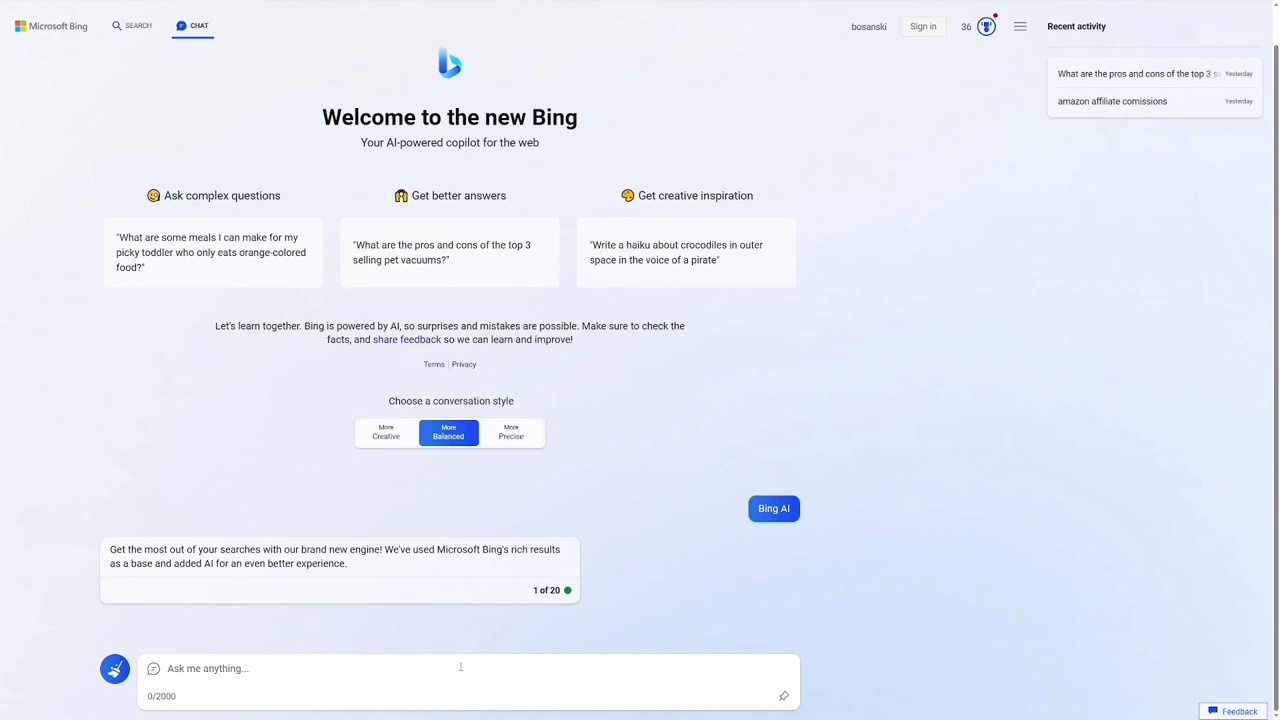 Microsoft Bing
SEARCH
CHAT
bosanski
Sign in
36
Recent activity
What are the pros and cons of the top 3 Yesterday
amazon affiliate comissions Yesterday
Welcome to the new Bing
Your AI-powered copilot for the web
Ask complex questions
Get better answers
Get creative inspiration
"What are some meals I can make for my
picky toddler who only eats orange-colored
food?"
"What are the pros and cons of the top 3
selling pet vacuums?"
"Write a haiku about crocodiles in outer
space in the voice of a pirate"
Let's learn together. Bing is powered by AI, so surprises and mistakes are possible. Make sure to check the
facts, and share feedback so we can learn and improve!
Terms | Privacy
Choose a conversation style
More
Creative
More
Balanced
More
Precise
Bing AI
Get the most out of your searches with our brand new engine! We've used Microsoft Bing's rich results
as a base and added AI for an even better experience.
1 of 20
Ask me anything...
0/2000
Feedback